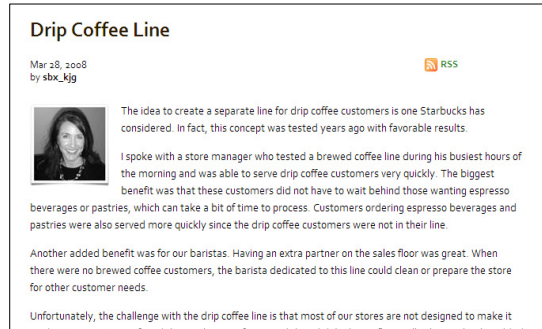 Drip Coffee Line
Mar 28, 2008
RSS
by sbx_kjg
The idea to create a separate line for drip coffee customers is one Starbucks has
considered. In fact, this concept was tested years ago with favorable results.
I spoke with a store manager who tested a brewed coffee line during his busiest hours of
the morning and was able to serve drip coffee customers very quickly. The biggest
benefit was that these customers did not have to wait behind those wanting espresso
beverages or pastries, which can take a bit of time to process. Customers ordering espresso beverages and
pastries were also served more quickly since the drip coffee customers were not in their line.
Another added benefit was for our baristas. Having an extra partner on the sales floor was great. When
there were no brewed coffee customers, the barista dedicated to this line could clean or prepare the store
for other customer needs.
Unfortunately, the challenge with the drip coffee line is that most of our stores are not designed to make it